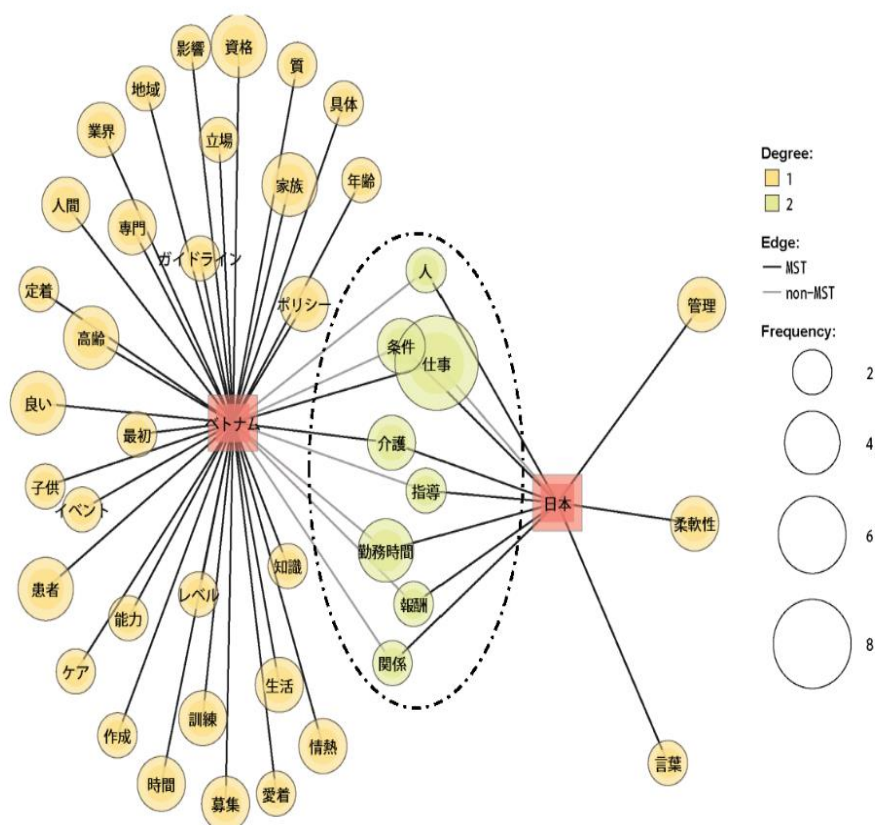 影響
資格
質
地域
具体
業界
立場
家族
年齢
人間
専門
ガイドライン
定着
ポリシー
高齢
良い
最初
ベトナム
子供
イベント
患者
知識
レベル
能力
ケア
生活
訓練
作成
情熱
時間
愛着
募集
人
条件
仕事
介護
指導
勤務時間
報酬
関係
日本
管理
柔軟性
言葉
Degree:
1
2
Edge:
MST
non-MST
Frequency:
2
4
6
8